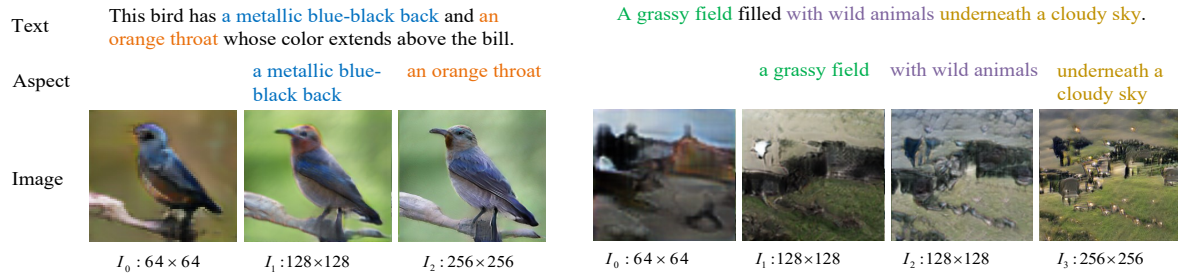 Text
This bird has a metallic blue-black back and an
orange throat whose color extends above the bill.
Aspect
a metallic blue-
black back
an orange throat
Image
I₀ : 64 × 64
I₁ :128×128
I₂ : 256×256
A grassy field filled with wild animals underneath a cloudy sky.
a grassy field
with wild animals
underneath a
cloudy sky
I₀ : 64 × 64
I₁ :128×128
I₂ :128×128
I₃ : 256×256